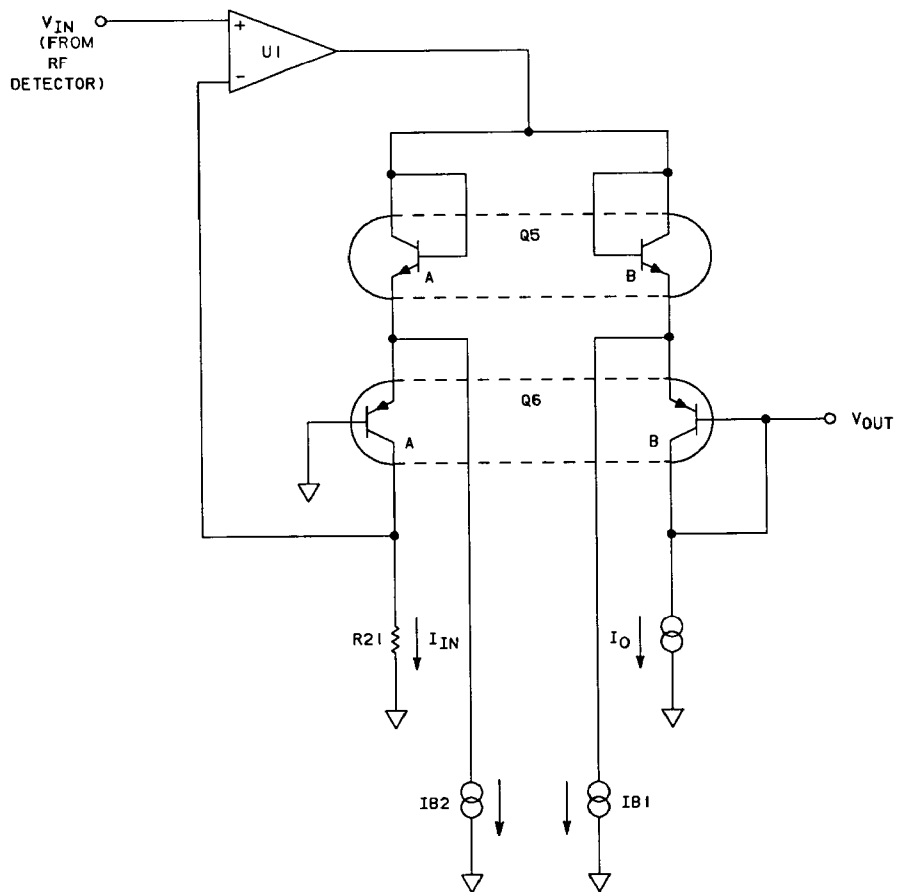 VIN
(FROM
RF
DETECTOR)
+
U1
-
Q5
A
B
Q6
A
B
VOUT
R21
IIN
IO
IB2
IB1